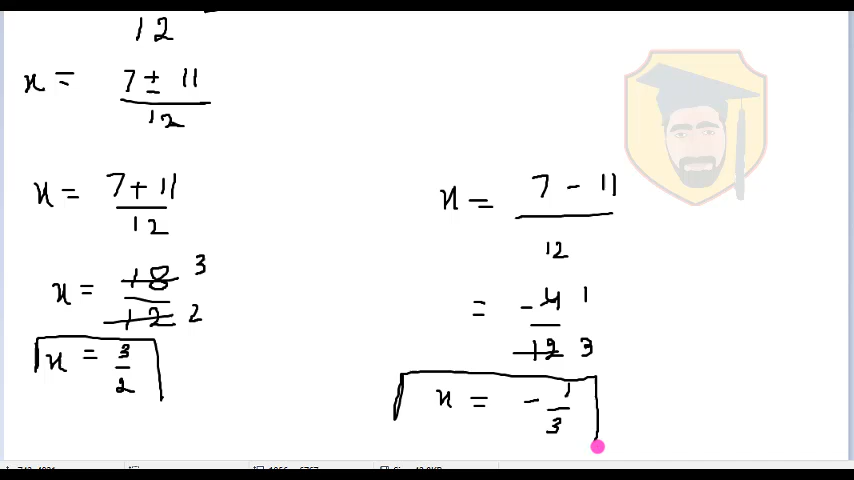 12
x = 7 ± 11
12
x = 7 + 11
12
x = 18 3
12 2
x = 3
2
x = 7 - 11
12
= -4 1
12 3
x = - 1
3